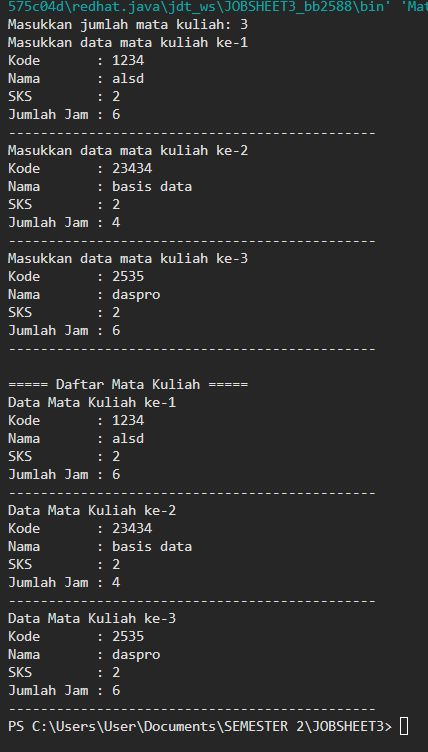 575c04d\redhat.java\jdt_ws\JOBSHEET3_bb2588\bin' 'Mat
Masukkan jumlah mata kuliah: 3
Masukkan data mata kuliah ke-1
Kode       : 1234
Nama       : alsd
SKS        : 2
Jumlah Jam : 6
----------------------------------------------
Masukkan data mata kuliah ke-2
Kode       : 23434
Nama       : basis data
SKS        : 2
Jumlah Jam : 4
----------------------------------------------
Masukkan data mata kuliah ke-3
Kode       : 2535
Nama       : daspro
SKS        : 2
Jumlah Jam : 6
----------------------------------------------
===== Daftar Mata Kuliah =====
Data Mata Kuliah ke-1
Kode       : 1234
Nama       : alsd
SKS        : 2
Jumlah Jam : 6
----------------------------------------------
Data Mata Kuliah ke-2
Kode       : 23434
Nama       : basis data
SKS        : 2
Jumlah Jam : 4
----------------------------------------------
Data Mata Kuliah ke-3
Kode       : 2535
Nama       : daspro
SKS        : 2
Jumlah Jam : 6
----------------------------------------------
PS C:\Users\User\Documents\SEMESTER 2\JOBSHEET3>